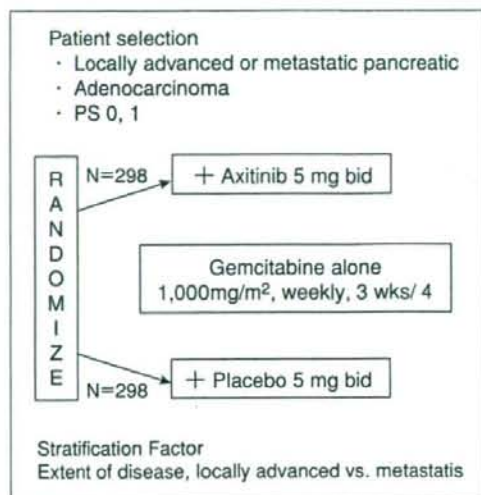 Patient selection
· Locally advanced or metastatic pancreatic
· Adenocarcinoma
· PS 0, 1
RANDOMIZE
N=298
+ Axitinib 5 mg bid
Gemcitabine alone
1,000mg/m², weekly, 3 wks/ 4
N=298
+ Placebo 5 mg bid
Stratification Factor
Extent of disease, locally advanced vs. metastatis